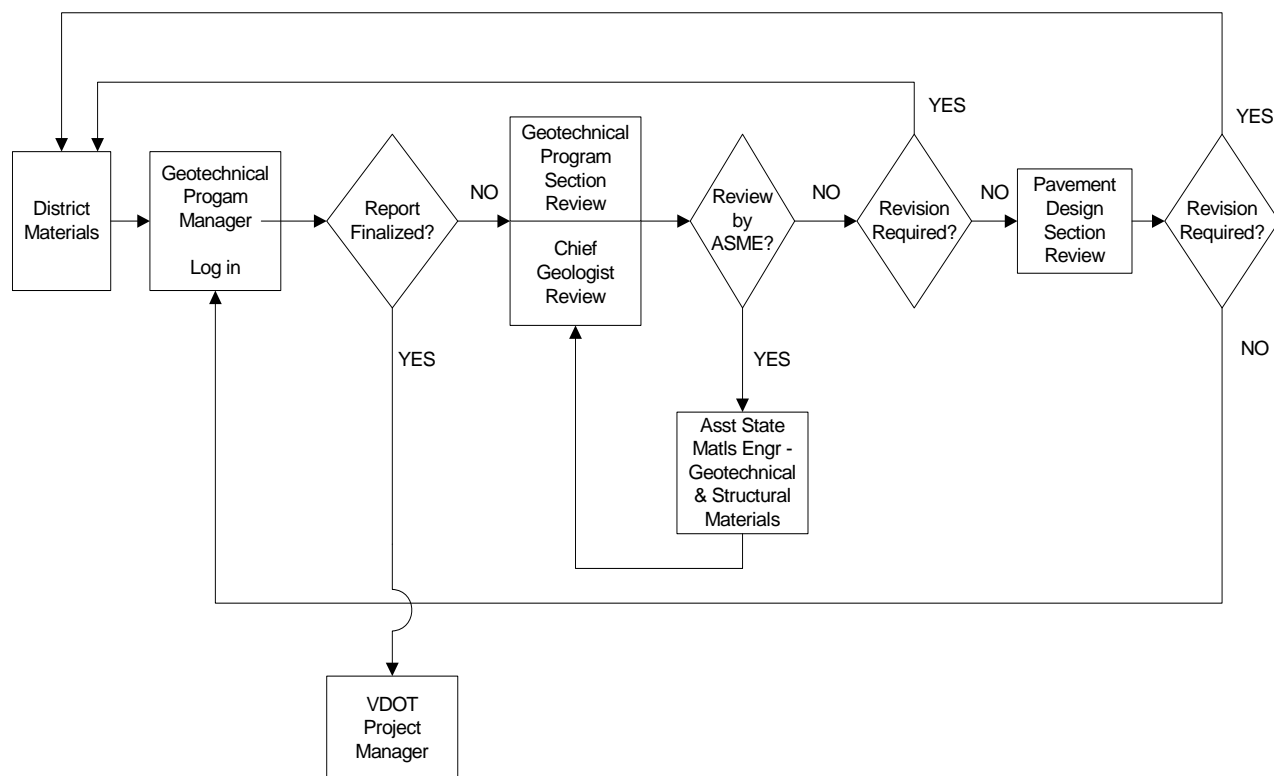 District
Materials
Geotechnical
Progam
Manager
Log in
Report
Finalized?
NO
YES
Geotechnical
Program
Section
Review
Chief
Geologist
Review
Review
by
ASME?
NO
YES
Asst State
Matls Engr -
Geotechnical
& Structural
Materials
Revision
Required?
YES
NO
Pavement
Design
Section
Review
Revision
Required?
YES
NO
VDOT
Project
Manager